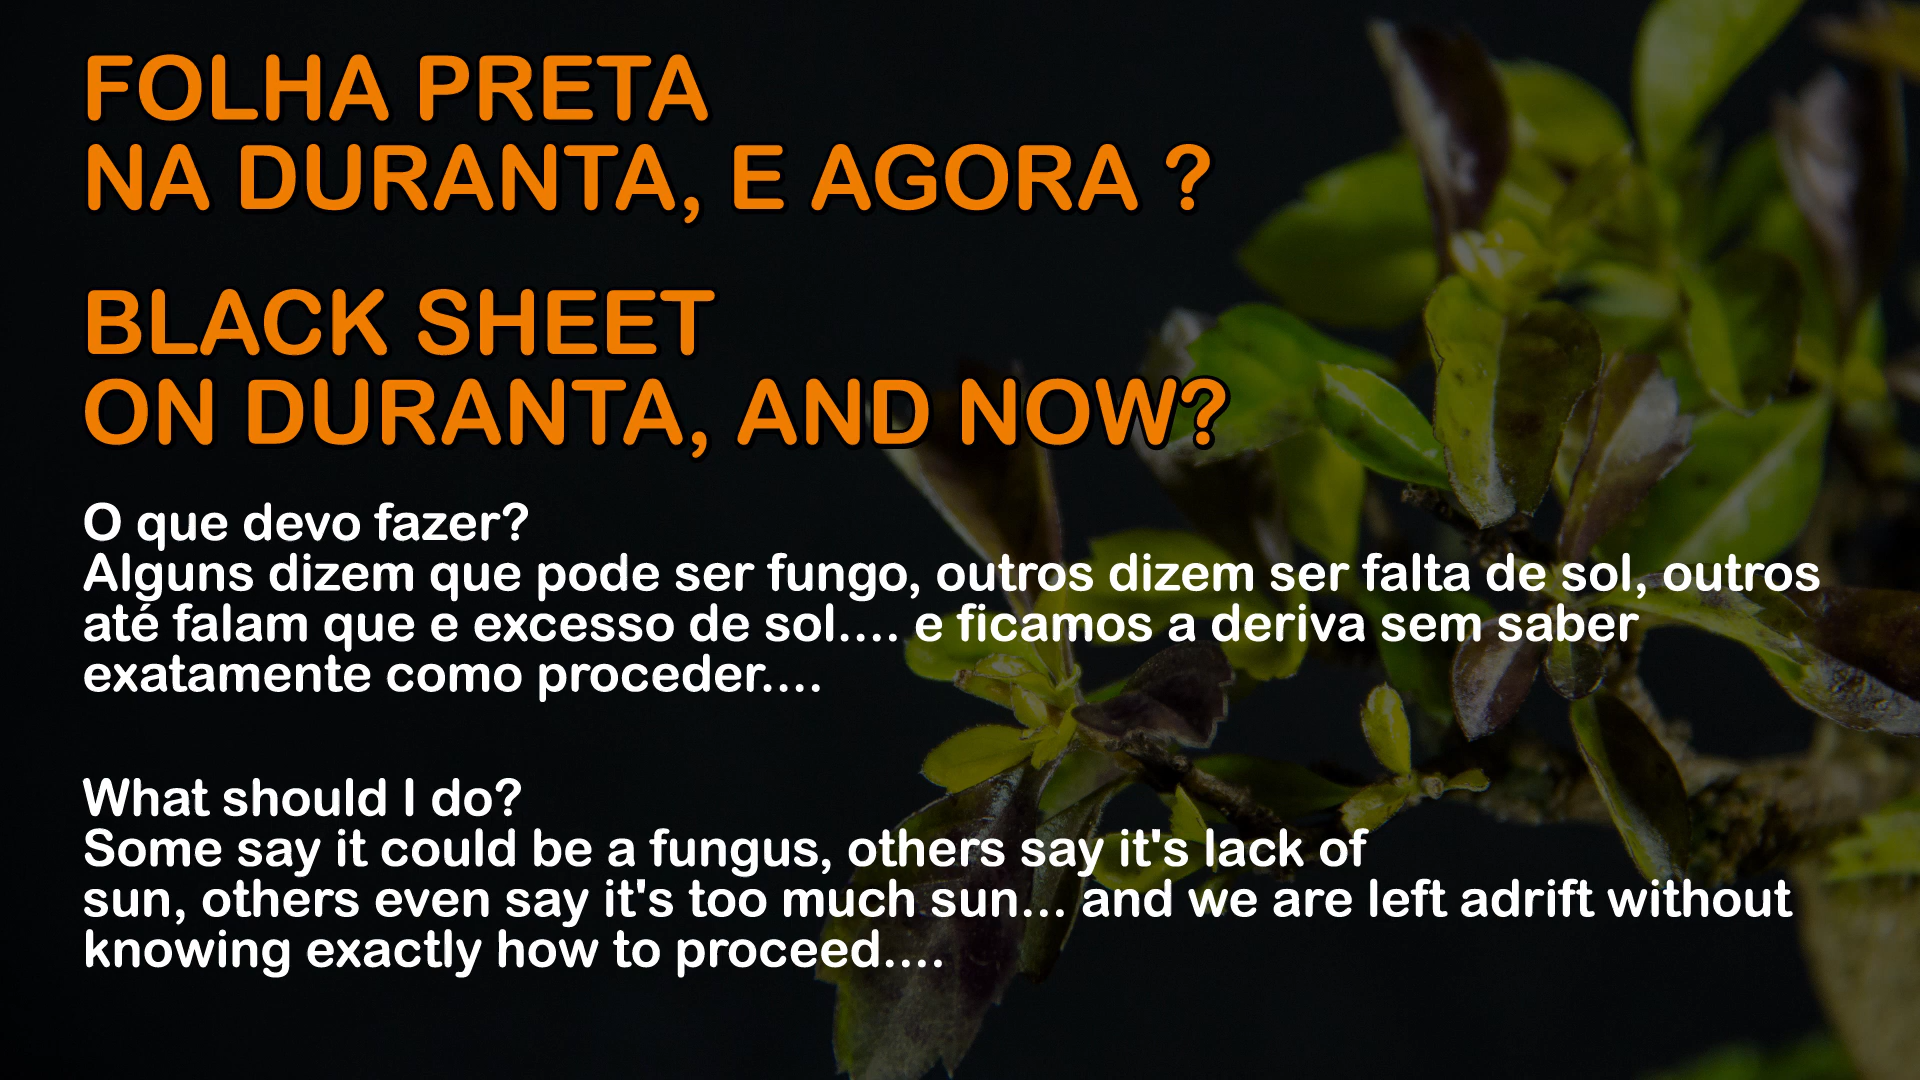 FOLHA PRETA
NA DURANTA, E AGORA ?
BLACK SHEET
ON DURANTA, AND NOW?
O que devo fazer?
Alguns dizem que pode ser fungo, outros dizem ser falta de sol, outros
até falam que e excesso de sol.... e ficamos a deriva sem saber
exatamente como proceder....
What should I do?
Some say it could be a fungus, others say it's lack of
sun, others even say it's too much sun... and we are left adrift without
knowing exactly how to proceed....